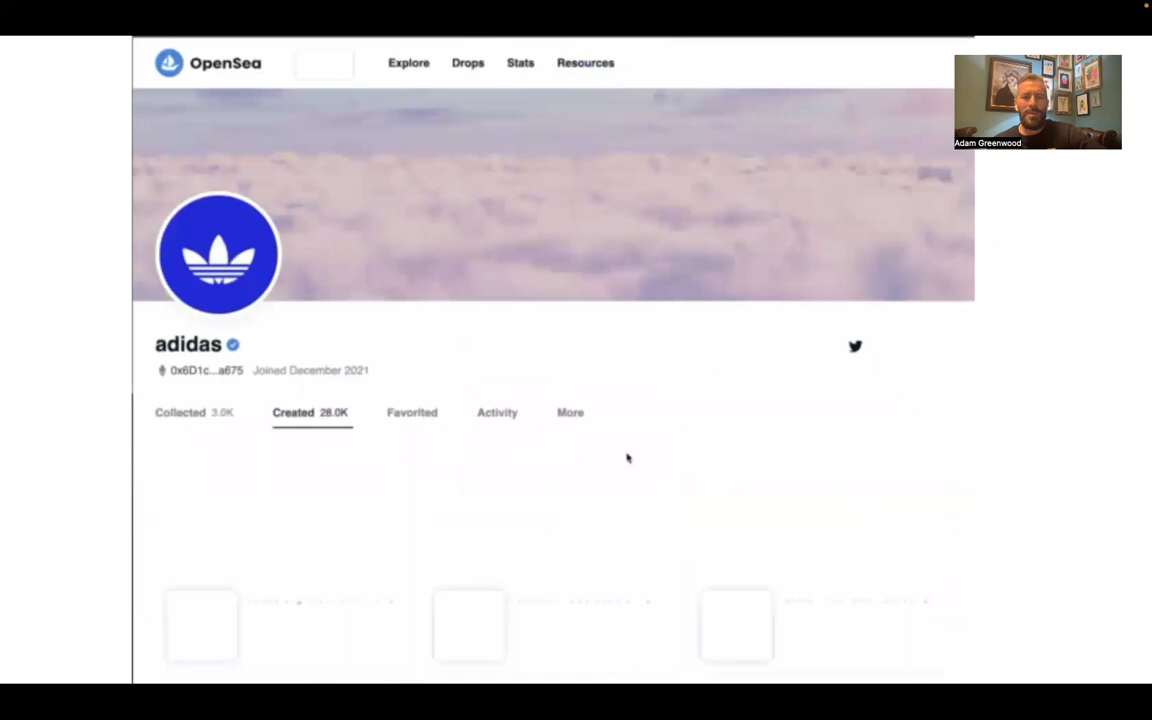 OpenSea Explore Drops Stats Resources
Adam Greenwood
adidas
0x6D1c...a675 Joined December 2021
Collected 3.0K Created 28.0K Favorited Activity More